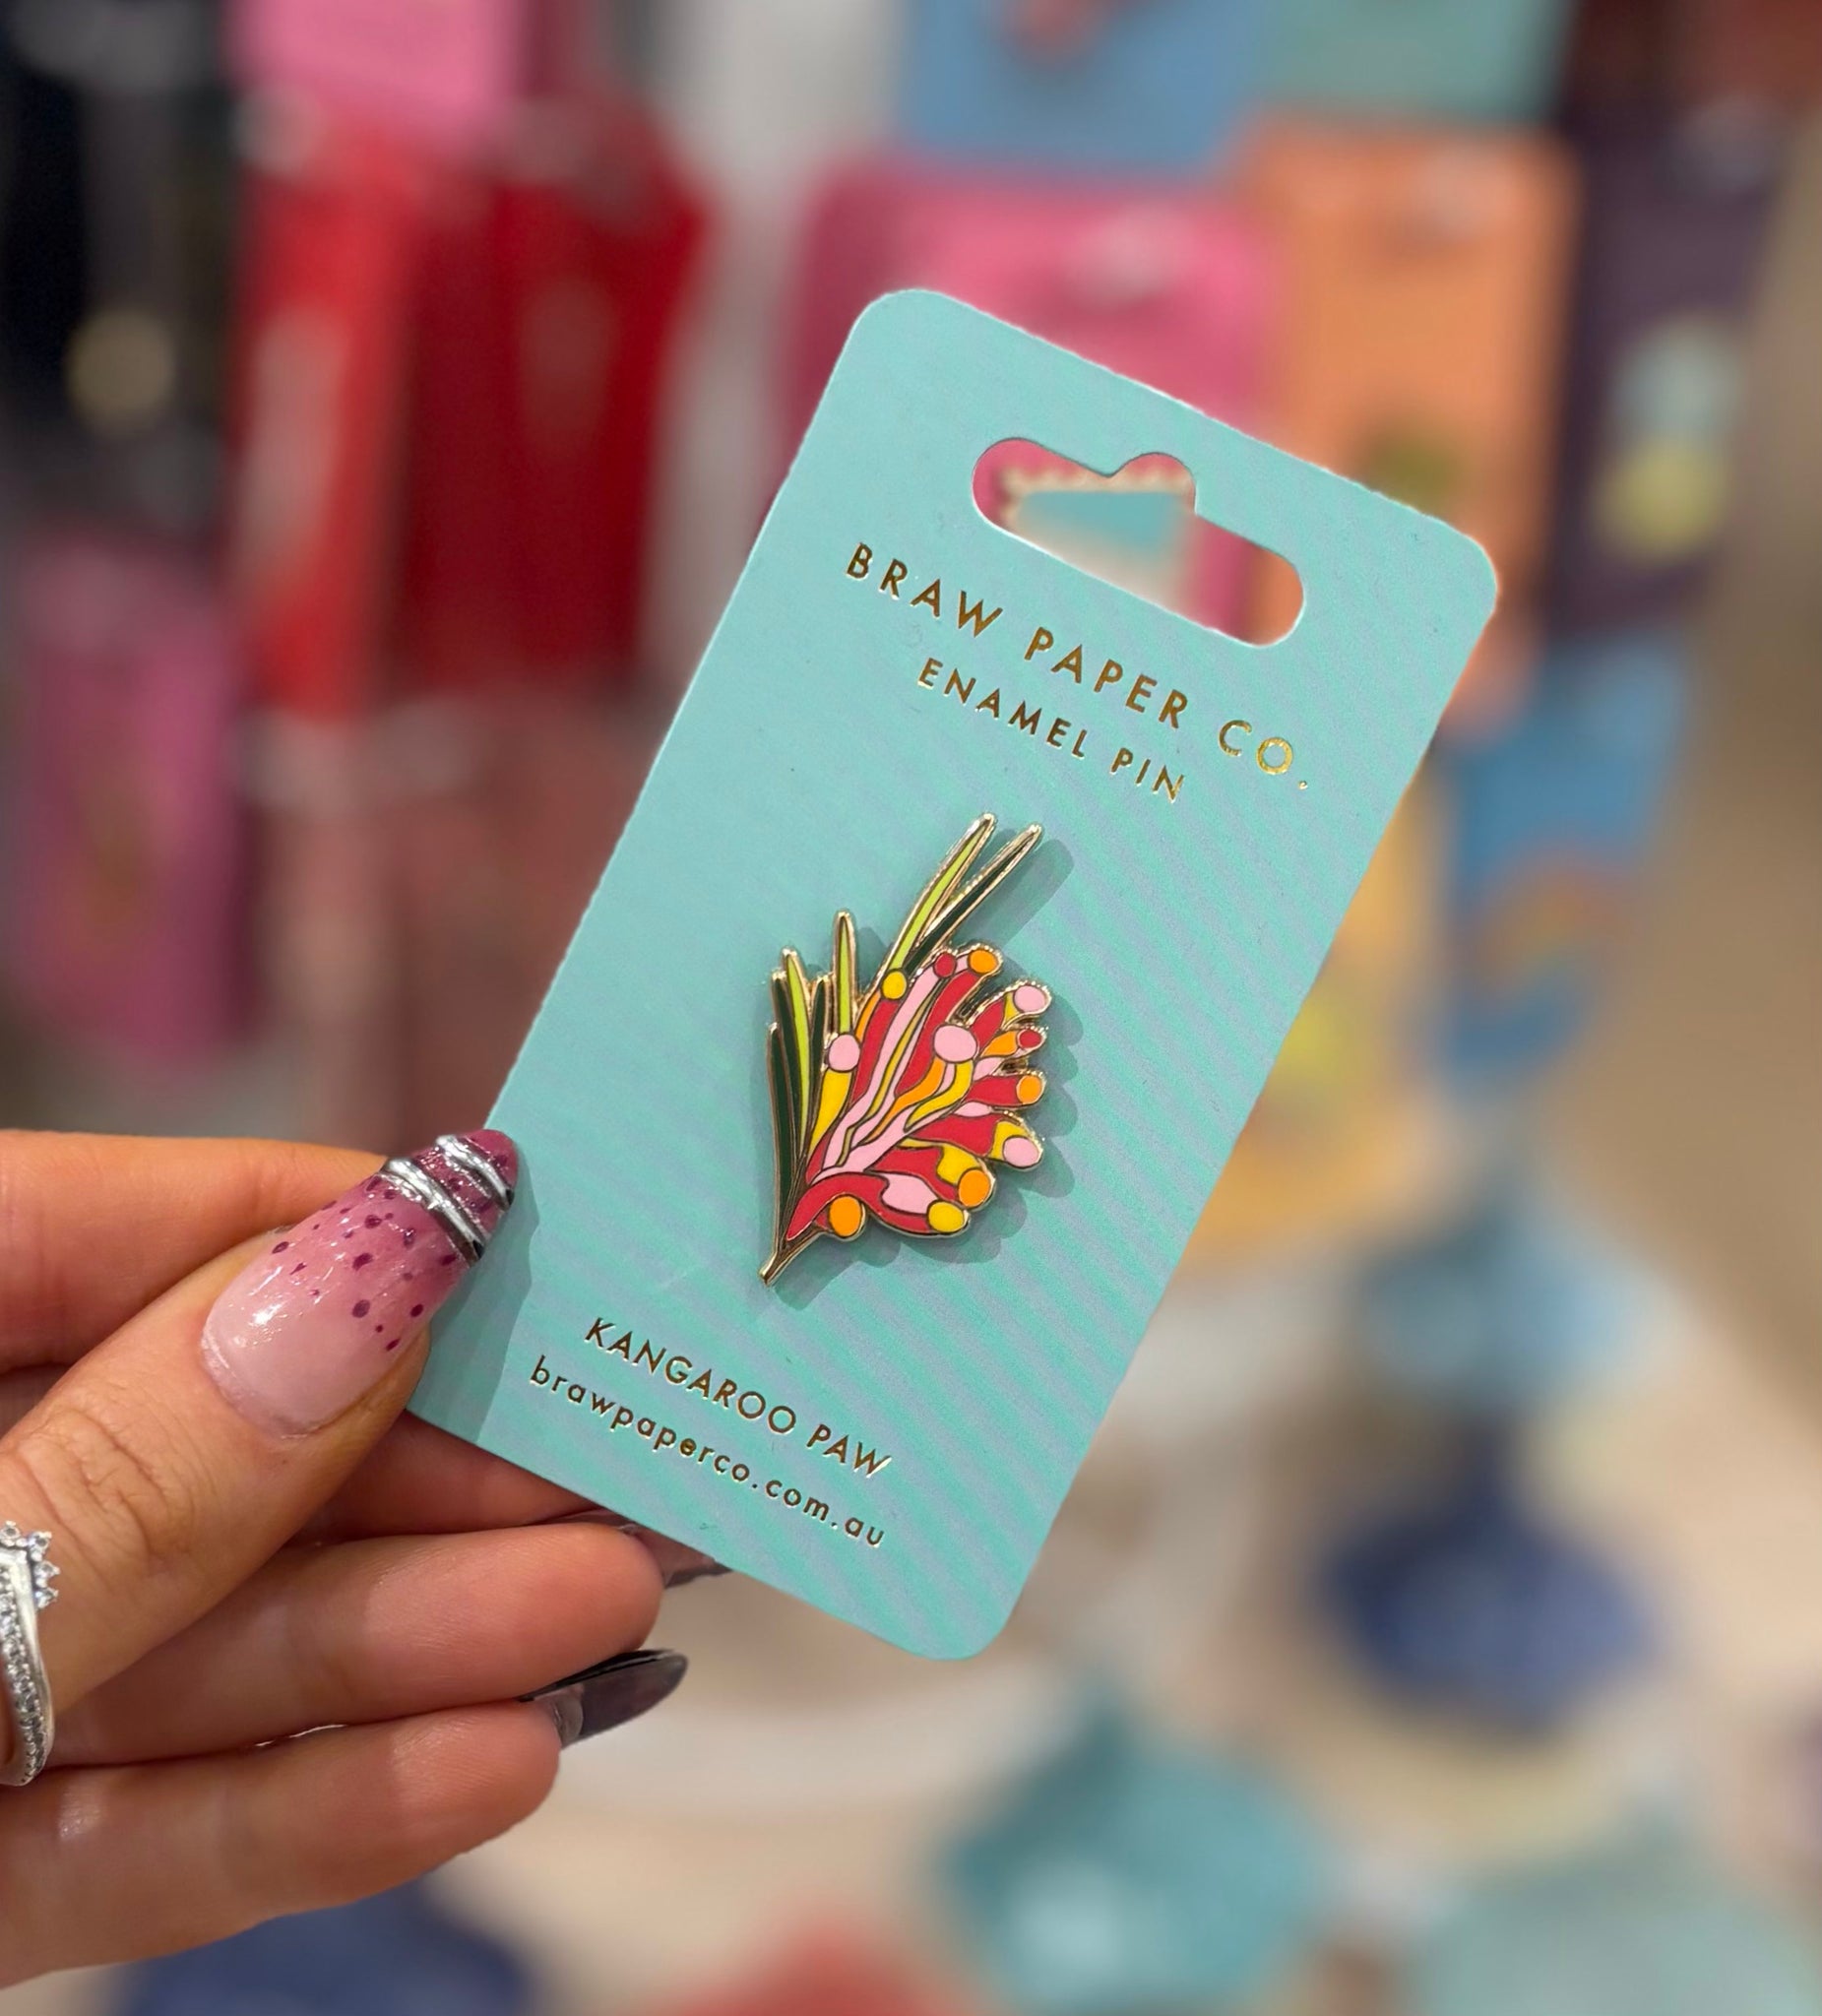 BRAW PAPER CO.
ENAMEL PIN
KANGAROO PAW
brawpaperco.com.au